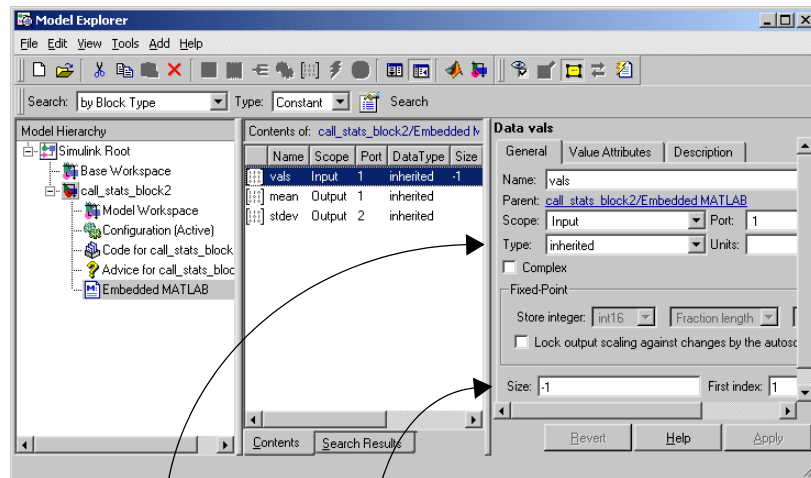 Model Explorer
File Edit View Tools Add Help
Search: by Block Type Type: Constant Search
Model Hierarchy
Simulink Root
Base Workspace
call_stats_block2
Model Workspace
Configuration (Active)
Code for call_stats_block
Advice for call_stats_bloc
Embedded MATLAB
Contents of: call_stats_block2/Embedded M
Name Scope Port DataType Size
vals Input 1 inherited -1
mean Output 1 inherited
stdev Output 2 inherited
Contents Search Results
Data vals
General Value Attributes Description
Name: vals
Parent: call_stats_block2/Embedded MATLAB
Scope: Input Port: 1
Type: inherited Units:
Complex
Fixed-Point
Store integer: int16 Fraction length
Lock output scaling against changes by the autosc
Size: -1 First index: 1
Revert Help Apply